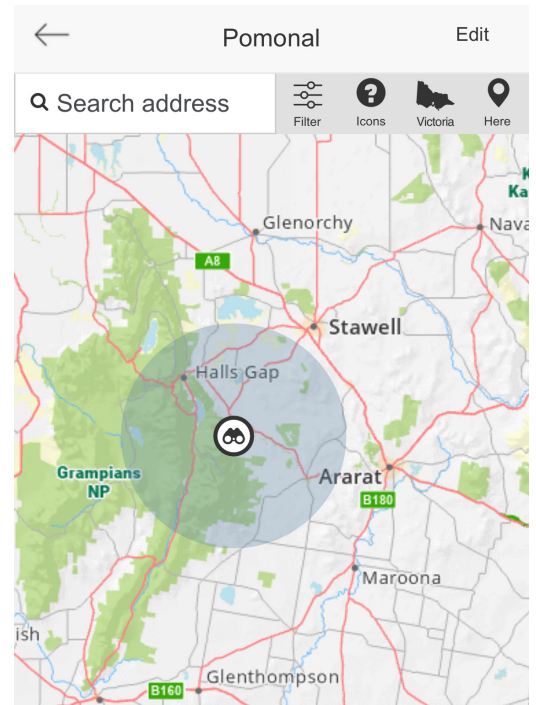 Pomonal
Edit
Search address
Filter
Icons
Victoria
Here
K
Ka
Glenorchy
Nava
A8
Stawell
Halls Gap
Grampians
NP
Ararat
B180
Maroona
ish
Glenthompson
B160